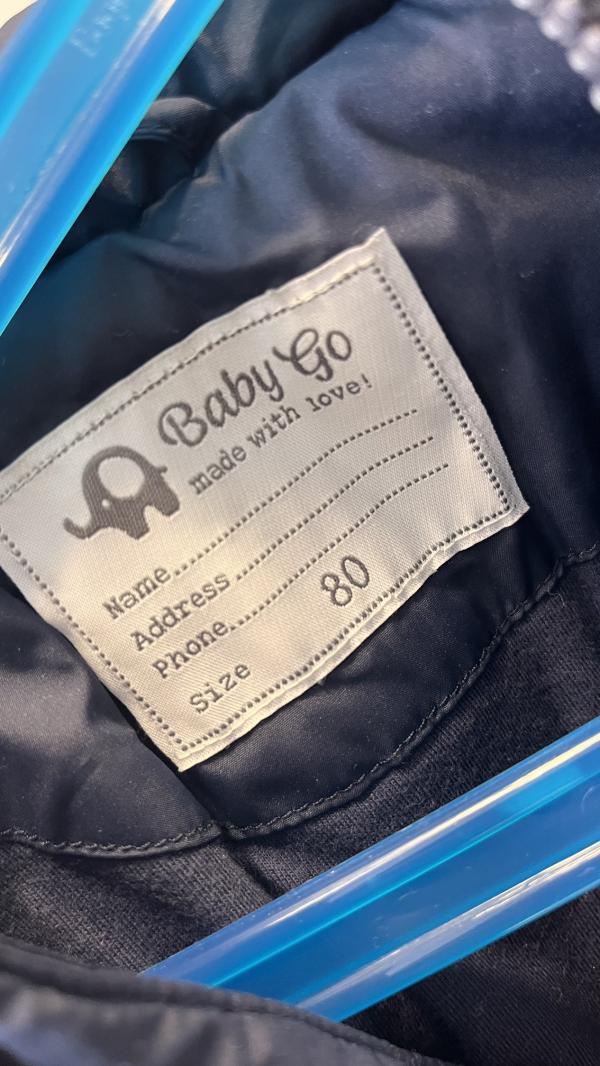 Baby Go
made with love!
Name..............................
Address ..............................
Phone..............................
Size 80